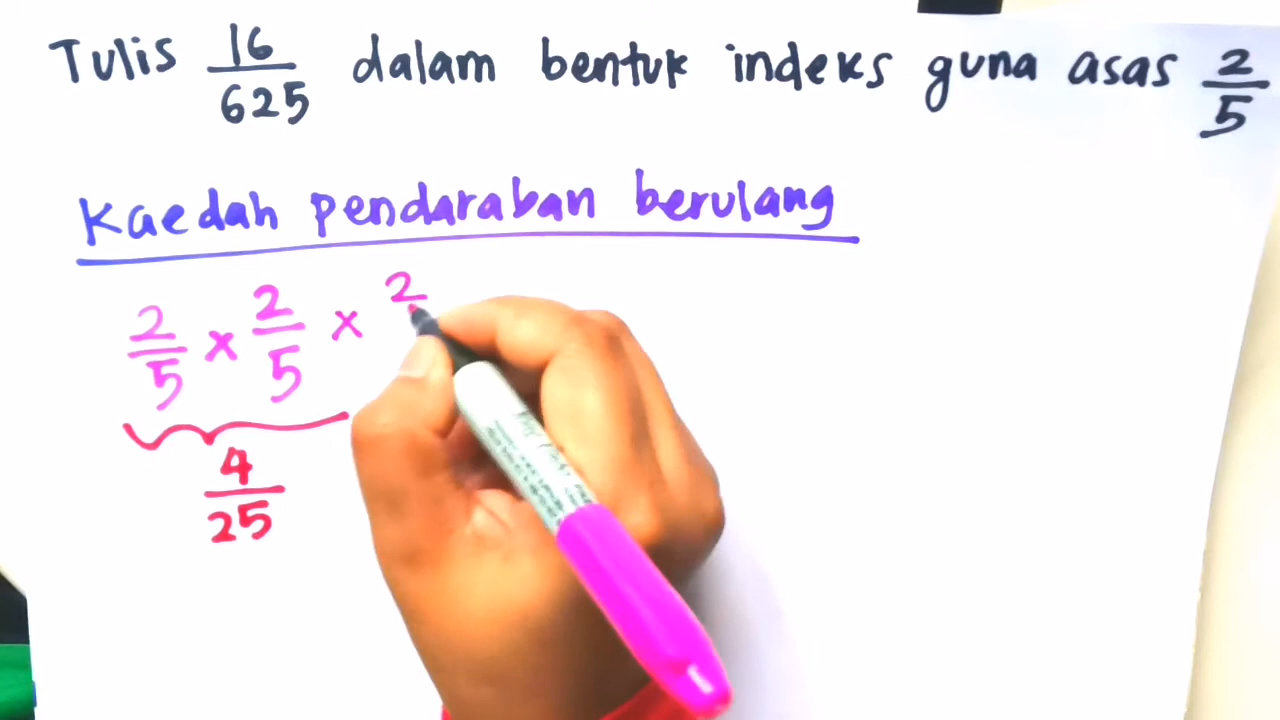 Tulis 16/625 dalam bentuk indeks guna asas 2/5
Kaedah pendaraban berulang
2/5 × 2/5 × 2
4/25